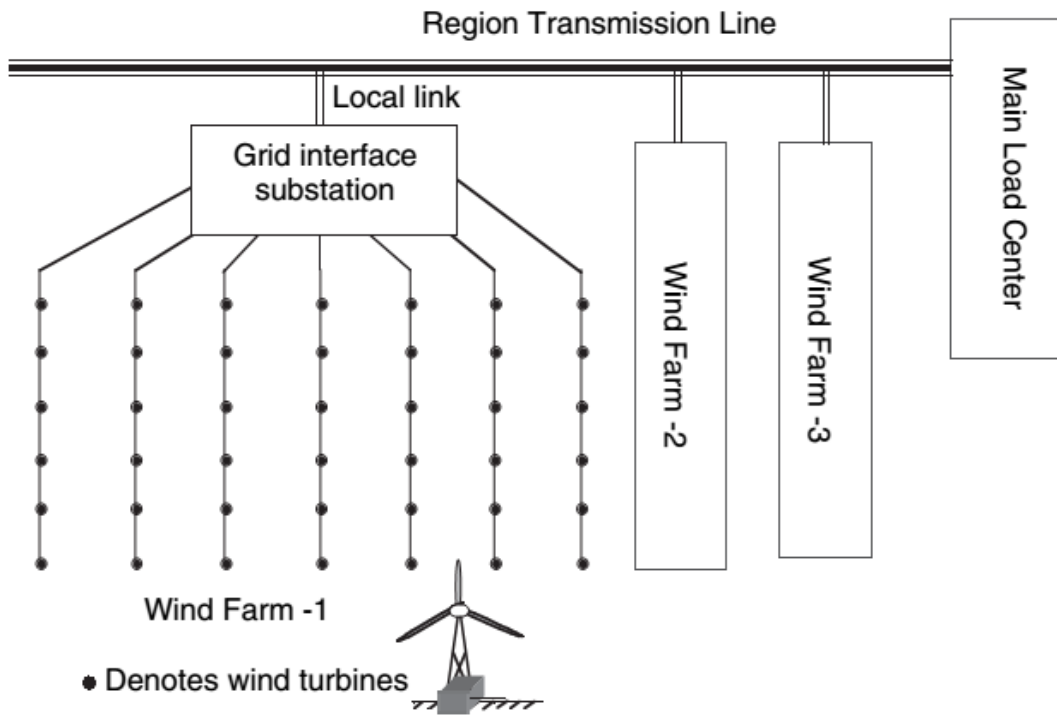 Region Transmission Line
Local link
Grid interface
substation
Main Load Center
Wind Farm -2
Wind Farm -3
Wind Farm -1
Denotes wind turbines